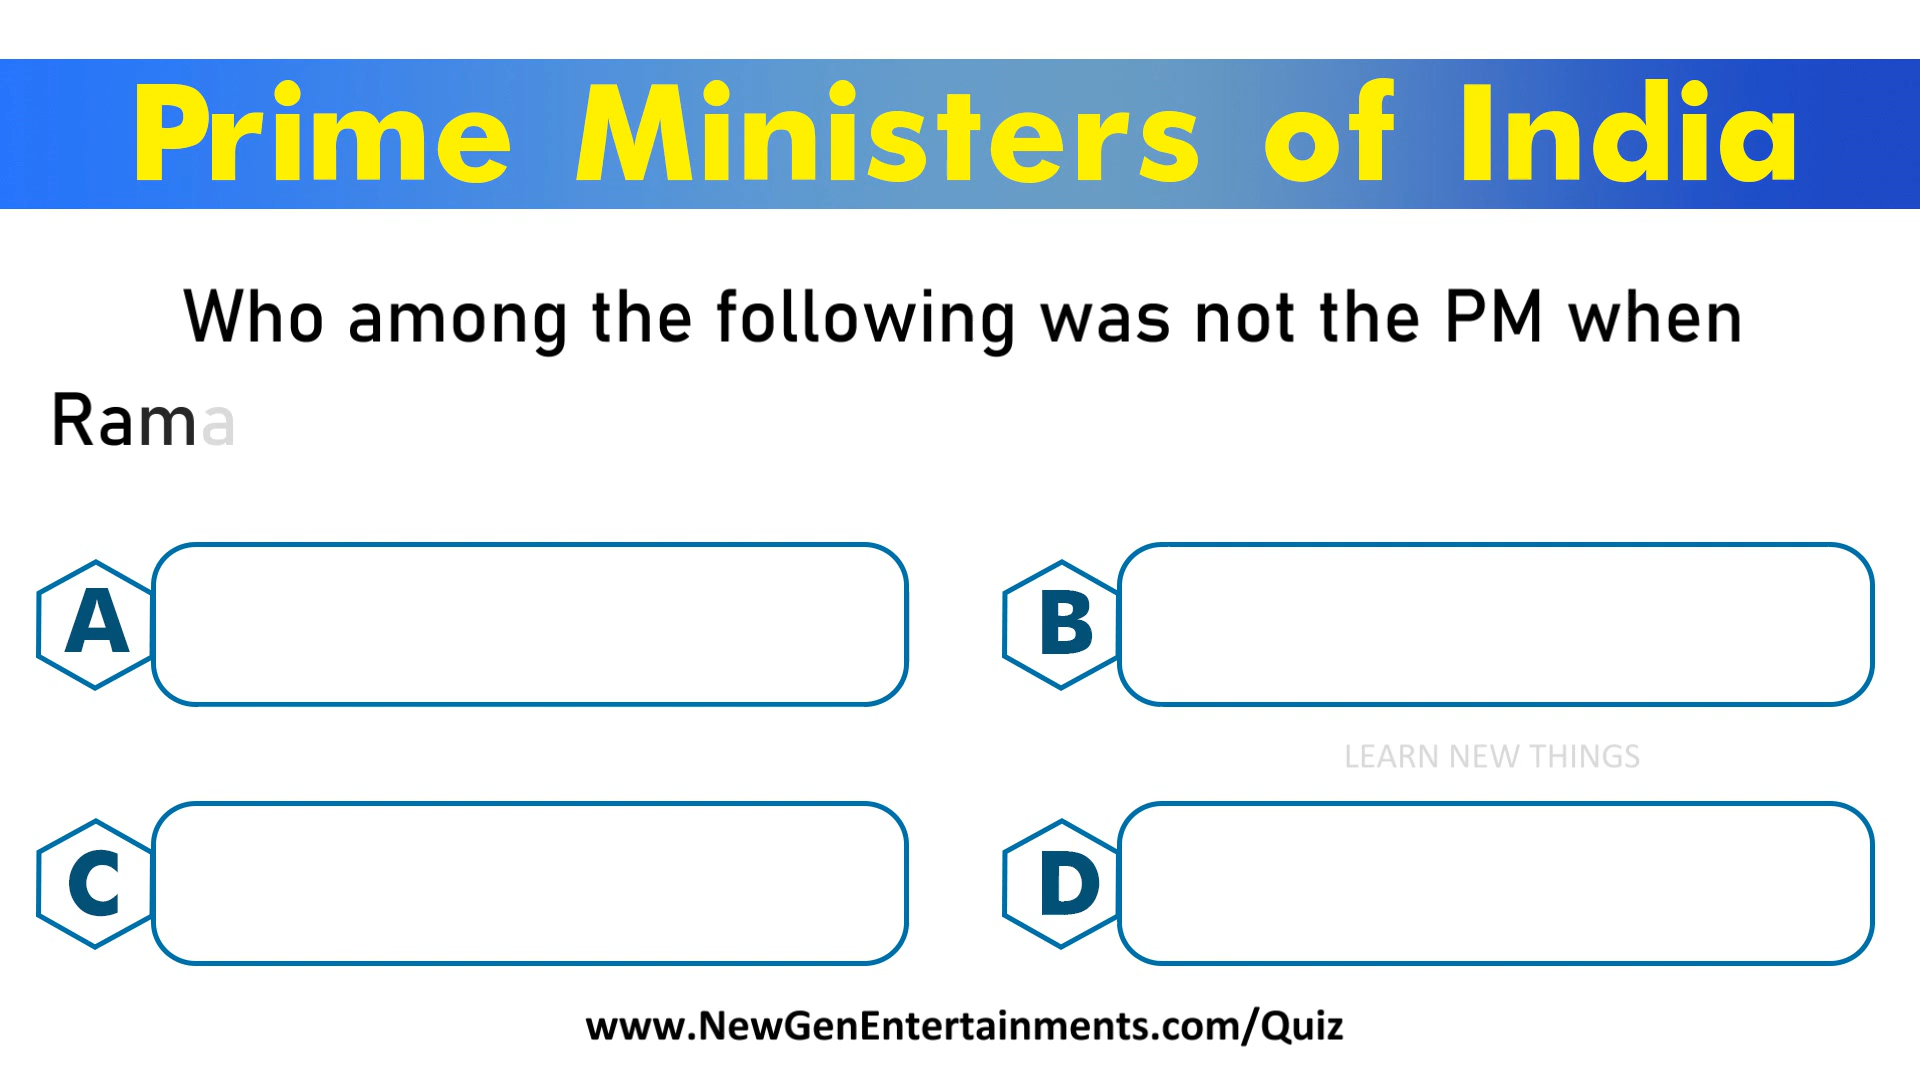 Prime Ministers of India
Who among the following was not the PM when
Rama
A
B
LEARN NEW THINGS
C
D
www.NewGenEntertainments.com/Quiz